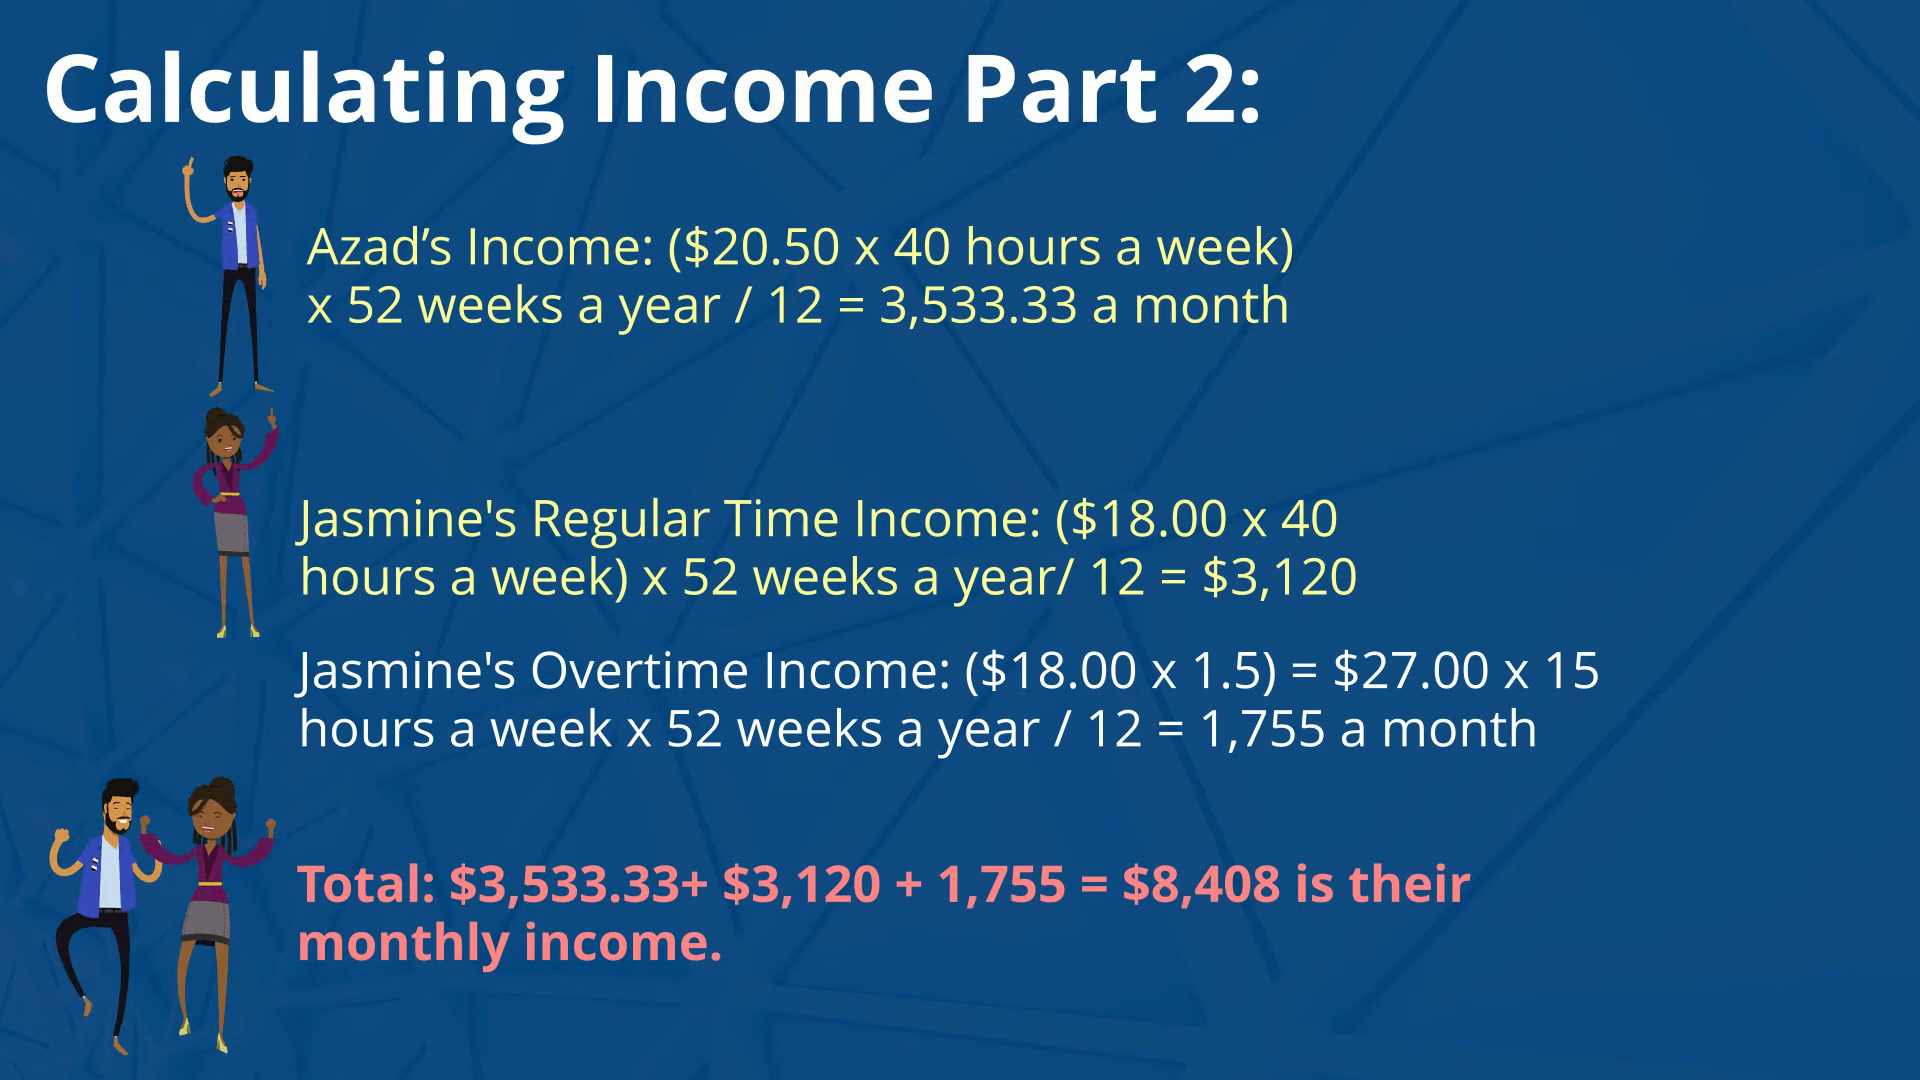 Calculating Income Part 2:
Azad’s Income: ($20.50 x 40 hours a week)
x 52 weeks a year / 12 = 3,533.33 a month
Jasmine's Regular Time Income: ($18.00 x 40
hours a week) x 52 weeks a year/ 12 = $3,120
Jasmine's Overtime Income: ($18.00 x 1.5) = $27.00 x 15
hours a week x 52 weeks a year / 12 = 1,755 a month
Total: $3,533.33+ $3,120 + 1,755 = $8,408 is their
monthly income.